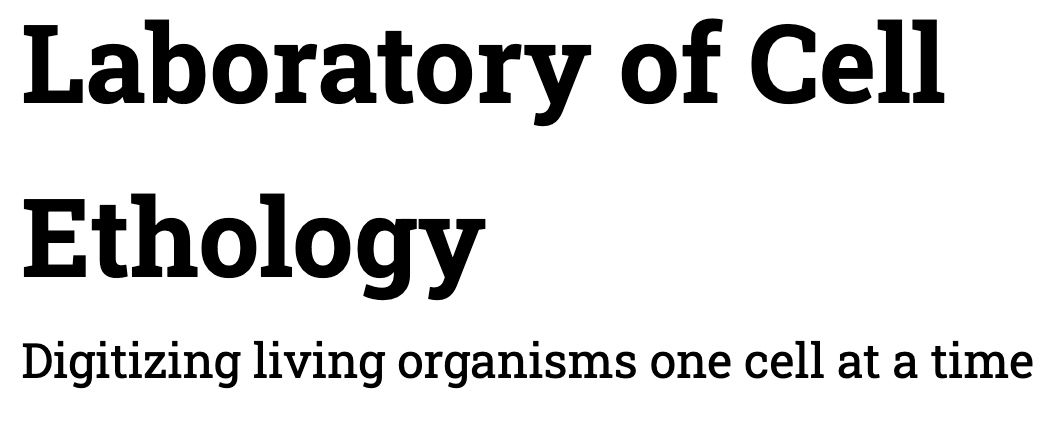 Laboratory of Cell
Ethology
Digitizing living organisms one cell at a time